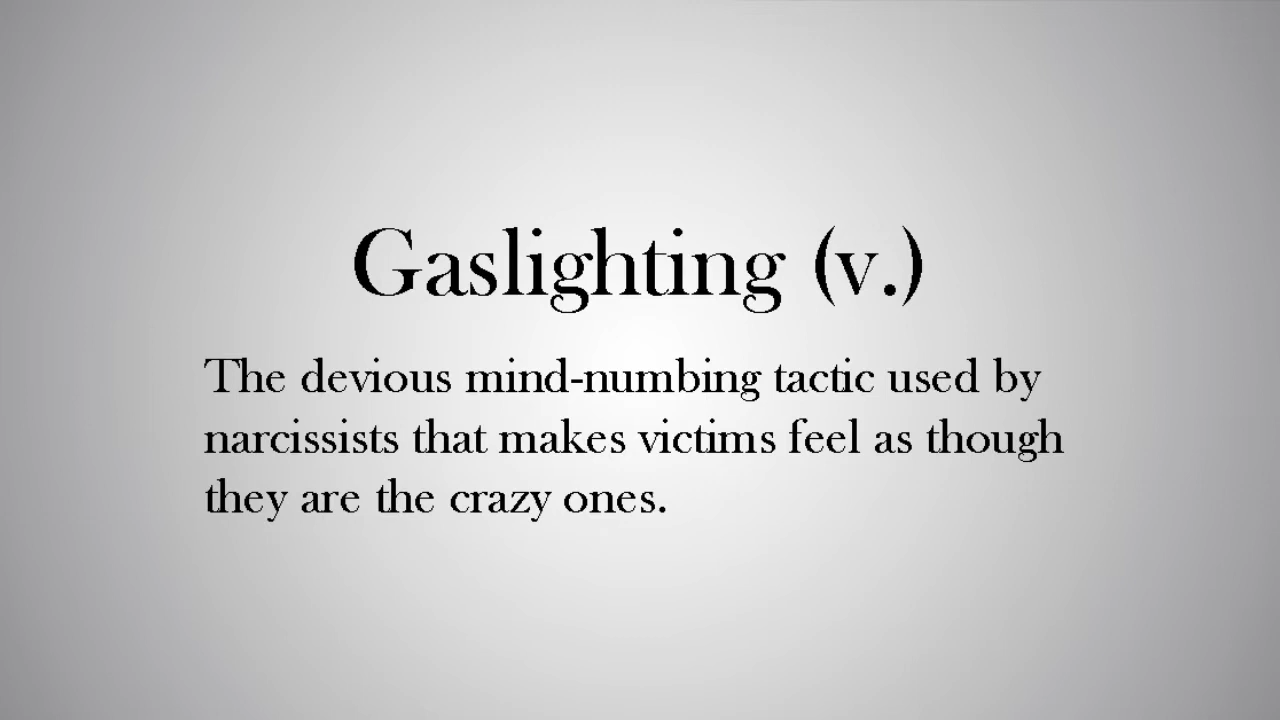 Gaslighting (v.)
The devious mind-numbing tactic used by
narcissists that makes victims feel as though
they are the crazy ones.